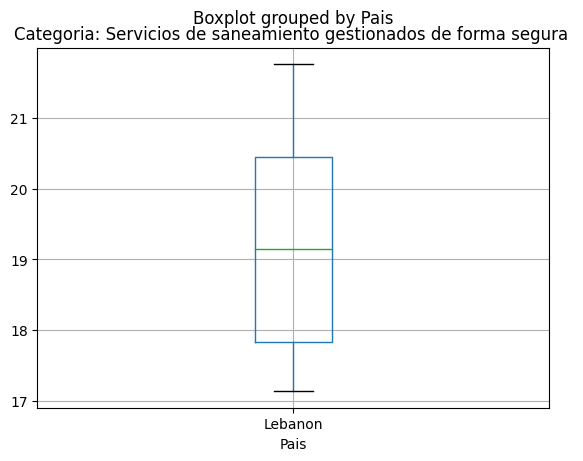 Boxplot grouped by Pais
Categoria: Servicios de saneamiento gestionados de forma segura
21
20
19
18
17
Lebanon
Pais